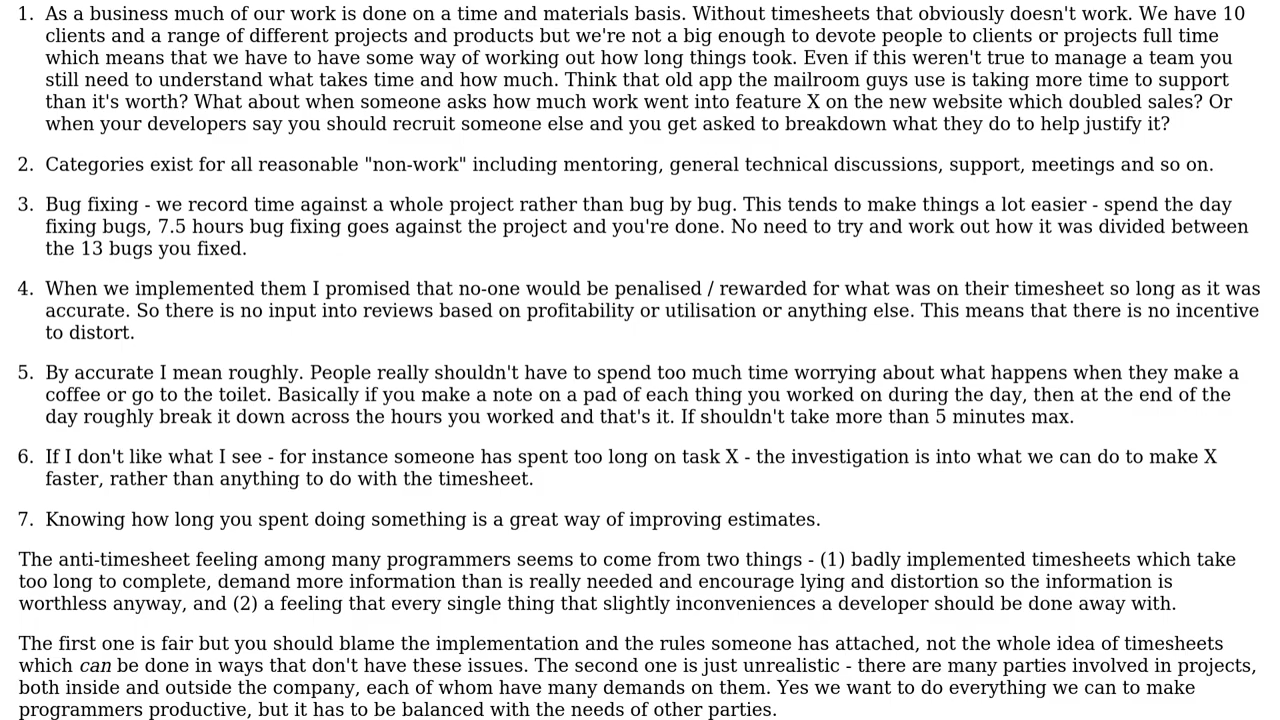 1. As a business much of our work is done on a time and materials basis. Without timesheets that obviously doesn't work. We have 10
clients and a range of different projects and products but we're not a big enough to devote people to clients or projects full time
which means that we have to have some way of working out how long things took. Even if this weren't true to manage a team you
still need to understand what takes time and how much. Think that old app the mailroom guys use is taking more time to support
than it's worth? What about when someone asks how much work went into feature X on the new website which doubled sales? Or
when your developers say you should recruit someone else and you get asked to breakdown what they do to help justify it?
2. Categories exist for all reasonable "non-work" including mentoring, general technical discussions, support, meetings and so on.
3. Bug fixing - we record time against a whole project rather than bug by bug. This tends to make things a lot easier - spend the day
fixing bugs, 7.5 hours bug fixing goes against the project and you're done. No need to try and work out how it was divided between
the 13 bugs you fixed.
4. When we implemented them I promised that no-one would be penalised / rewarded for what was on their timesheet so long as it was
accurate. So there is no input into reviews based on profitability or utilisation or anything else. This means that there is no incentive
to distort.
5. By accurate I mean roughly. People really shouldn't have to spend too much time worrying about what happens when they make a
coffee or go to the toilet. Basically if you make a note on a pad of each thing you worked on during the day, then at the end of the
day roughly break it down across the hours you worked and that's it. If shouldn't take more than 5 minutes max.
6. If I don't like what I see - for instance someone has spent too long on task X - the investigation is into what we can do to make X
faster, rather than anything to do with the timesheet.
7. Knowing how long you spent doing something is a great way of improving estimates.
The anti-timesheet feeling among many programmers seems to come from two things - (1) badly implemented timesheets which take
too long to complete, demand more information than is really needed and encourage lying and distortion so the information is
worthless anyway, and (2) a feeling that every single thing that slightly inconveniences a developer should be done away with.
The first one is fair but you should blame the implementation and the rules someone has attached, not the whole idea of timesheets
which can be done in ways that don't have these issues. The second one is just unrealistic - there are many parties involved in projects,
both inside and outside the company, each of whom have many demands on them. Yes we want to do everything we can to make
programmers productive, but it has to be balanced with the needs of other parties.